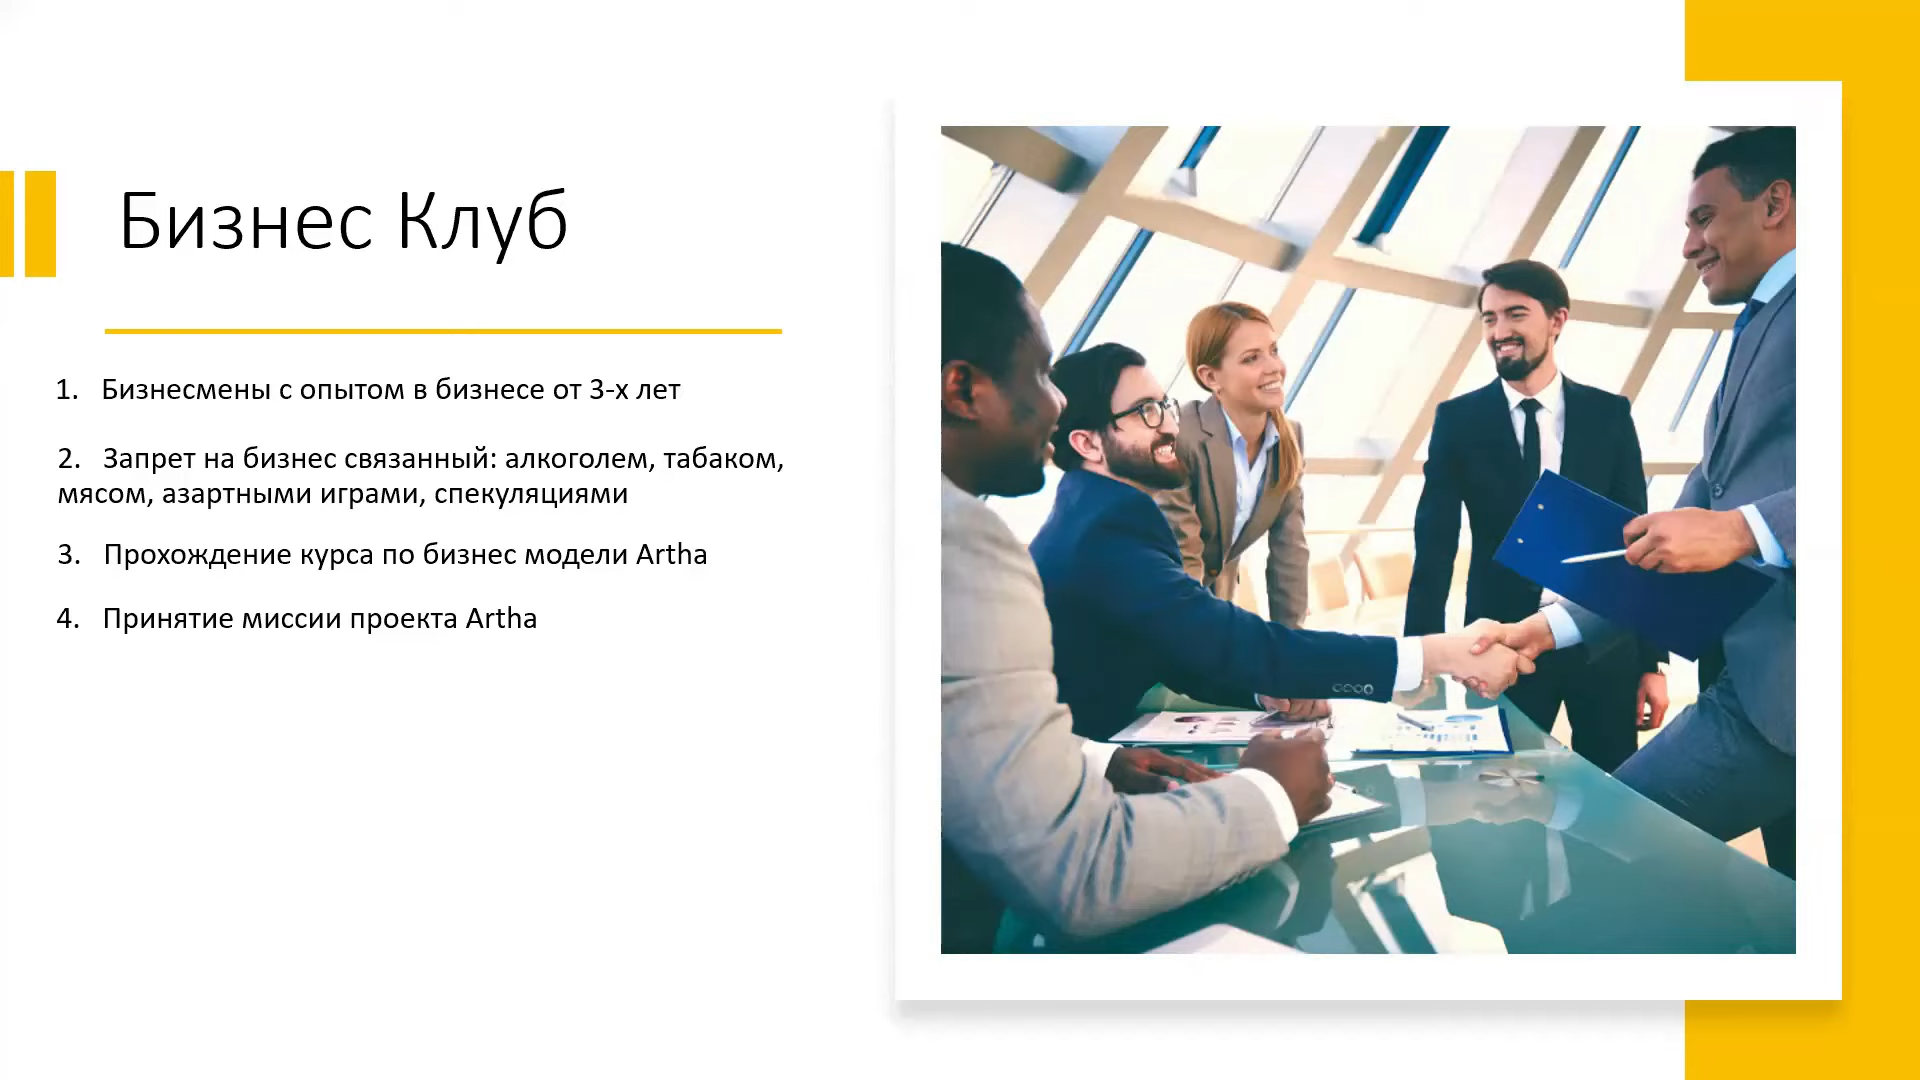 Бизнес Клуб
1. Бизнесмены с опытом в бизнесе от 3-х лет
2. Запрет на бизнес связанный: алкоголем, табаком,
мясом, азартными играми, спекуляциями
3. Прохождение курса по бизнес модели Artha
4. Принятие миссии проекта Artha